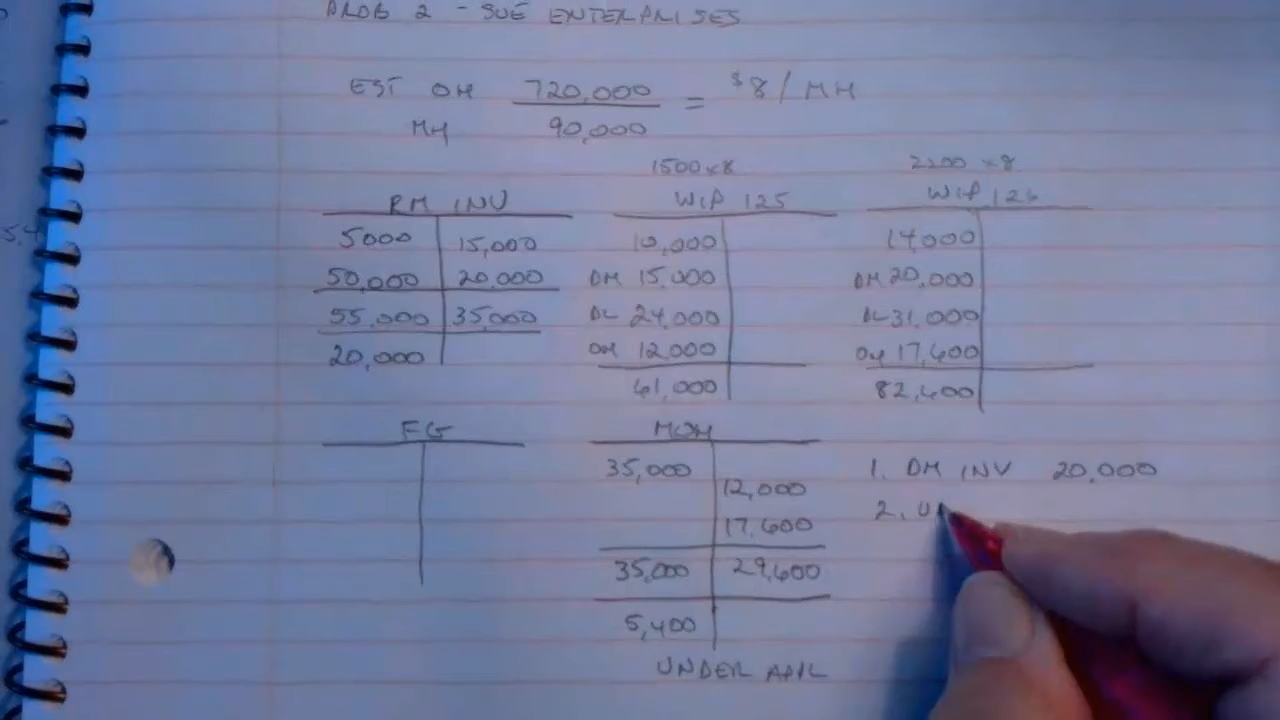 PROB 2 - SUE ENTERPRISES
EST OH 720,000 = $8 / MH
MH 90,000
1500 x 8
2200 x 8
RM INV
5000 15,000
50,000 20,000
55,000 35,000
20,000
WIP 125
10,000
DM 15,000
DL 24,000
OH 12,000
61,000
WIP 126
14,000
DM 20,000
DL 31,000
OH 17,600
82,600
FG
MOH
35,000
12,000
17,600
35,000 29,600
5,400
UNDER APPL
1. DM INV 20,000
2.